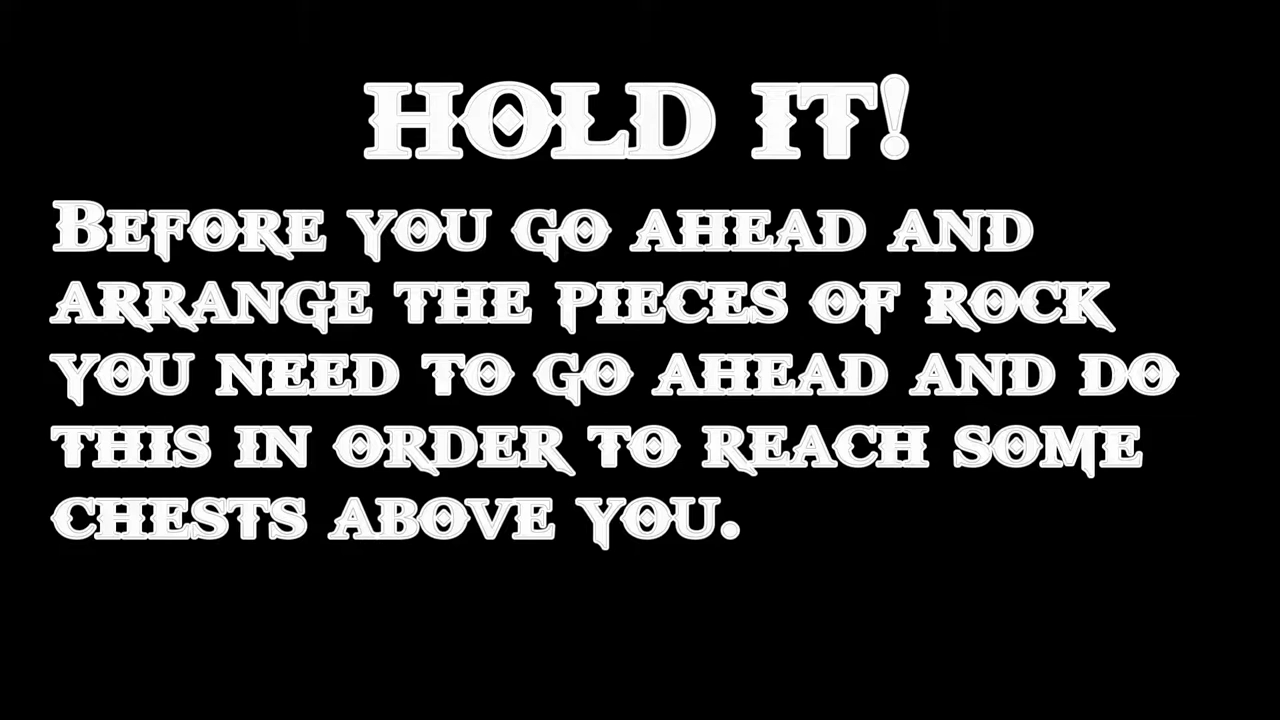 HOLD IT!
BEFORE YOU GO AHEAD AND
ARRANGE THE PIECES OF ROCK
YOU NEED TO GO AHEAD AND DO
THIS IN ORDER TO REACH SOME
CHESTS ABOVE YOU.